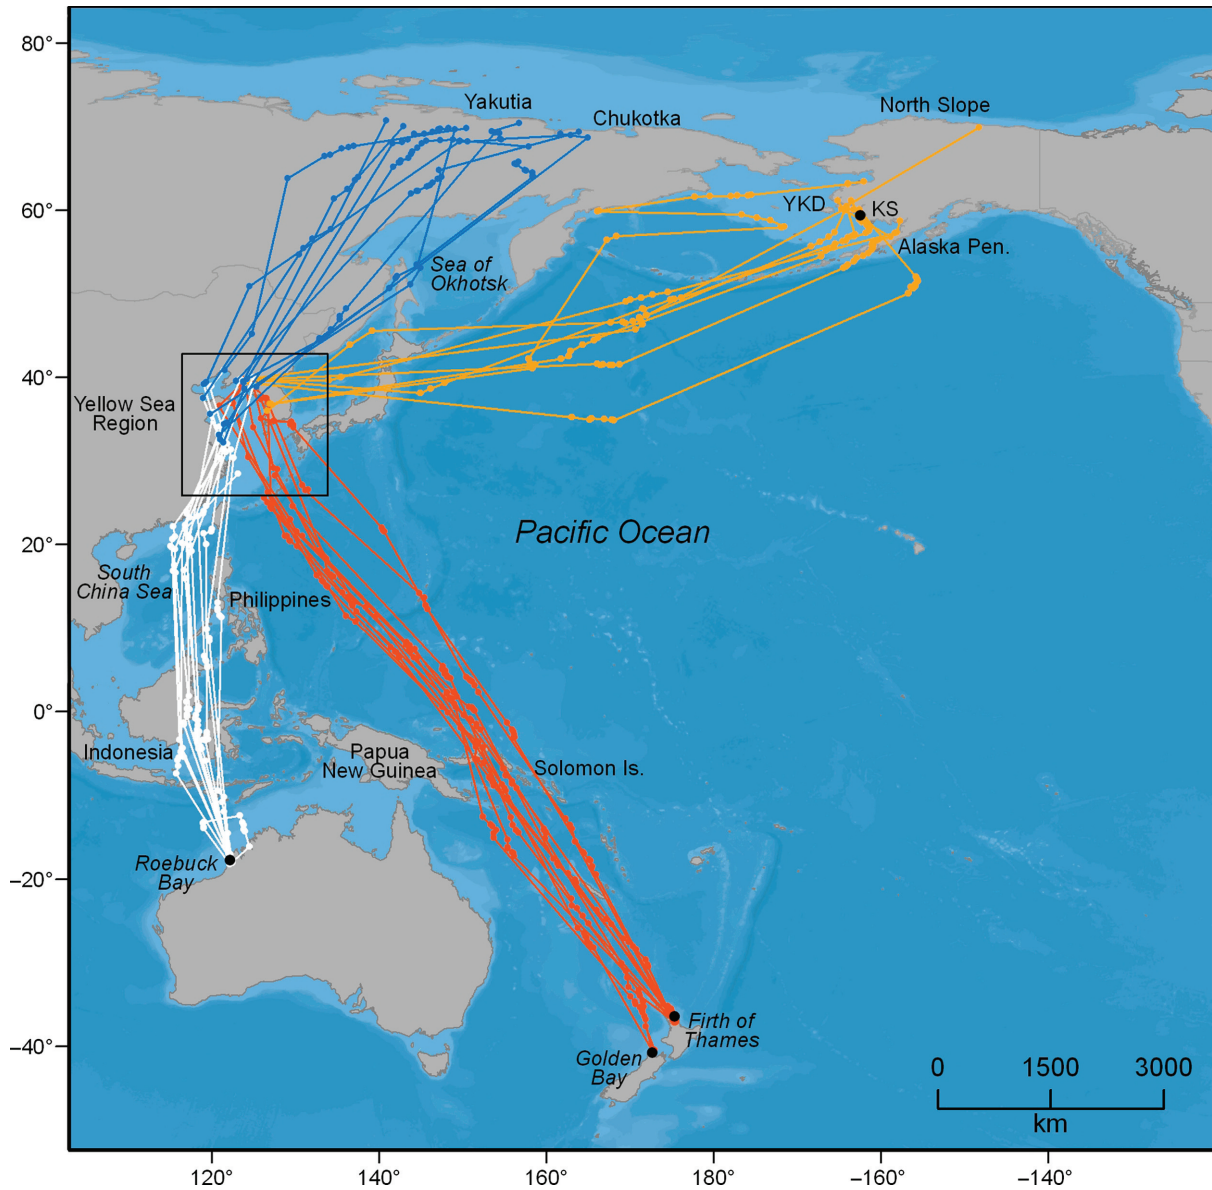 80°
60°
40°
20°
0°
−20°
−40°
Yakutia
Chukotka
North Slope
YKD
KS
Alaska Pen.
Sea of
Okhotsk
Yellow Sea
Region
Pacific Ocean
South
China Sea
Philippines
Indonesia
Papua
New Guinea
Solomon Is.
Roebuck
Bay
Firth of
Thames
Golden
Bay
0 1500 3000
km
120° 140° 160° 180° −160° −140°